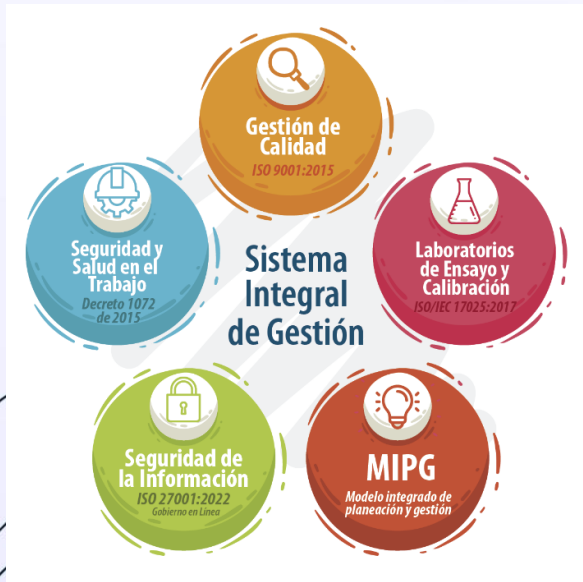 Gestión de
Calidad
ISO 9001:2015
Seguridad y
Salud en el
Trabajo
Decreto 1072
de 2015
Sistema
Integral
de Gestión
Laboratorios
de Ensayo y
Calibración
ISO/IEC 17025:2017
Seguridad de
la Información
ISO 27001:2022
Gobierno en Línea
MIPG
Modelo integrado de
planeación y gestión